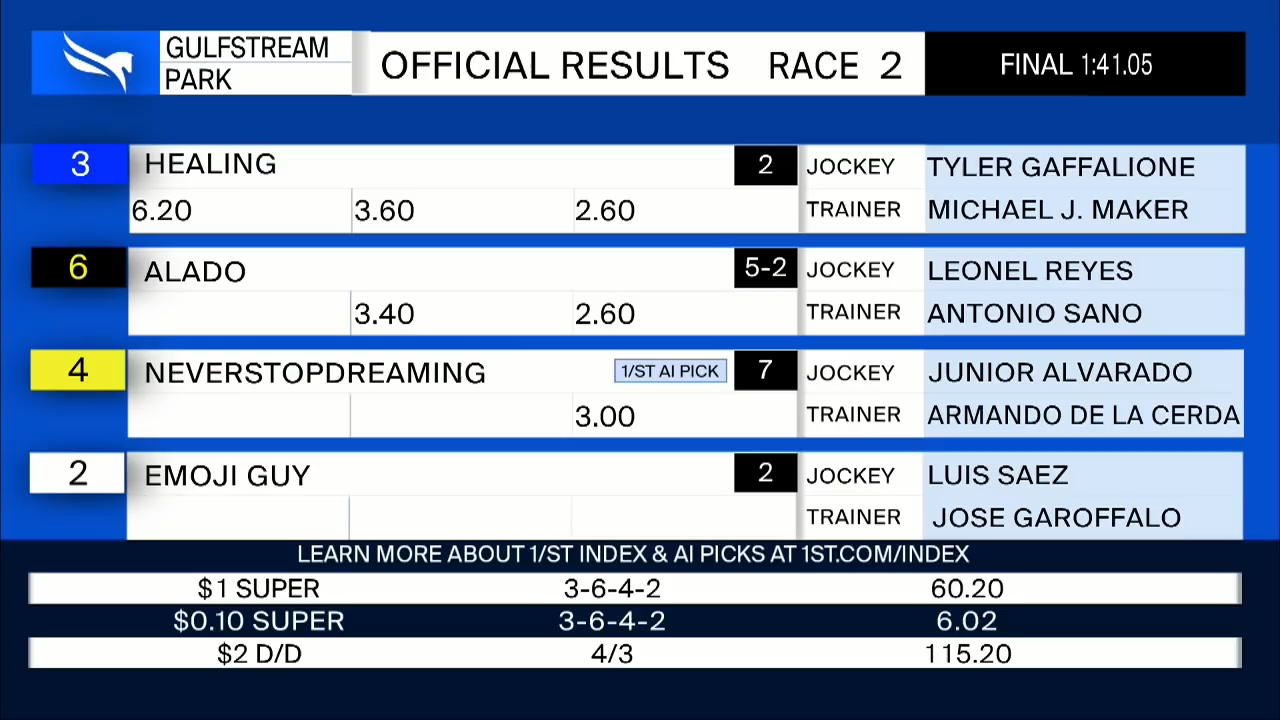 GULFSTREAM
PARK
OFFICIAL RESULTS RACE 2
FINAL 1:41.05
3 HEALING 2 JOCKEY TYLER GAFFALIONE
6.20 3.60 2.60 TRAINER MICHAEL J. MAKER
6 ALADO 5-2 JOCKEY LEONEL REYES
3.40 2.60 TRAINER ANTONIO SANO
4 NEVERSTOPDREAMING 1/ST AI PICK 7 JOCKEY JUNIOR ALVARADO
3.00 TRAINER ARMANDO DE LA CERDA
2 EMOJI GUY 2 JOCKEY LUIS SAEZ
TRAINER JOSE GAROFFALO
LEARN MORE ABOUT 1/ST INDEX & AI PICKS AT 1ST.COM/INDEX
$1 SUPER 3-6-4-2 60.20
$0.10 SUPER 3-6-4-2 6.02
$2 D/D 4/3 115.20